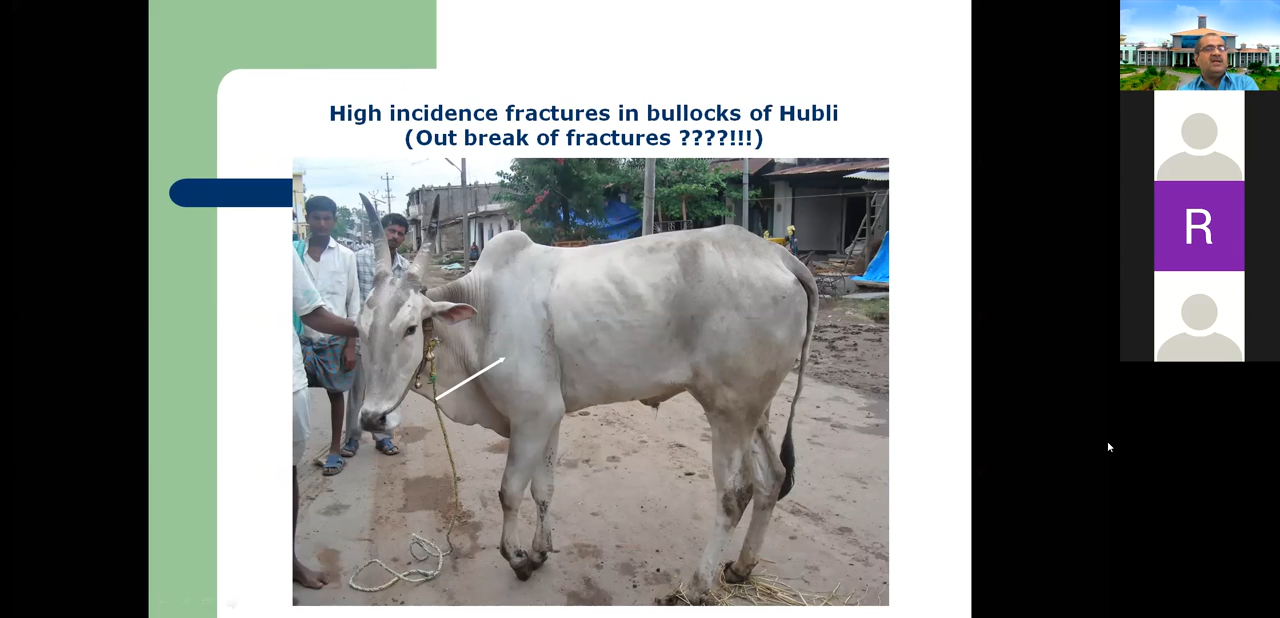 High incidence fractures in bullocks of Hubli
(Out break of fractures ????!!!)
R